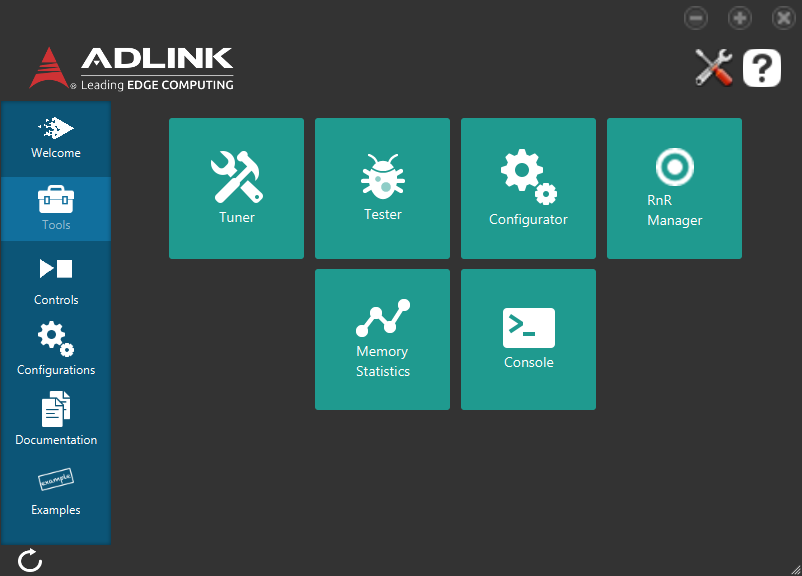 ADLINK
® Leading EDGE COMPUTING
?
Welcome
Tools
Controls
Configurations
Documentation
example
Examples
Tuner
Tester
Configurator
RnR
Manager
Memory
Statistics
>_
Console